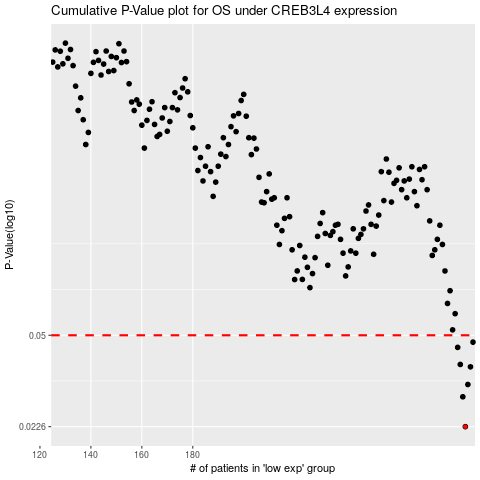 Cumulative P-Value plot for OS under CREB3L4 expression
P-Value(log10)
0.05
0.0226
120 140 160 180
# of patients in 'low exp' group